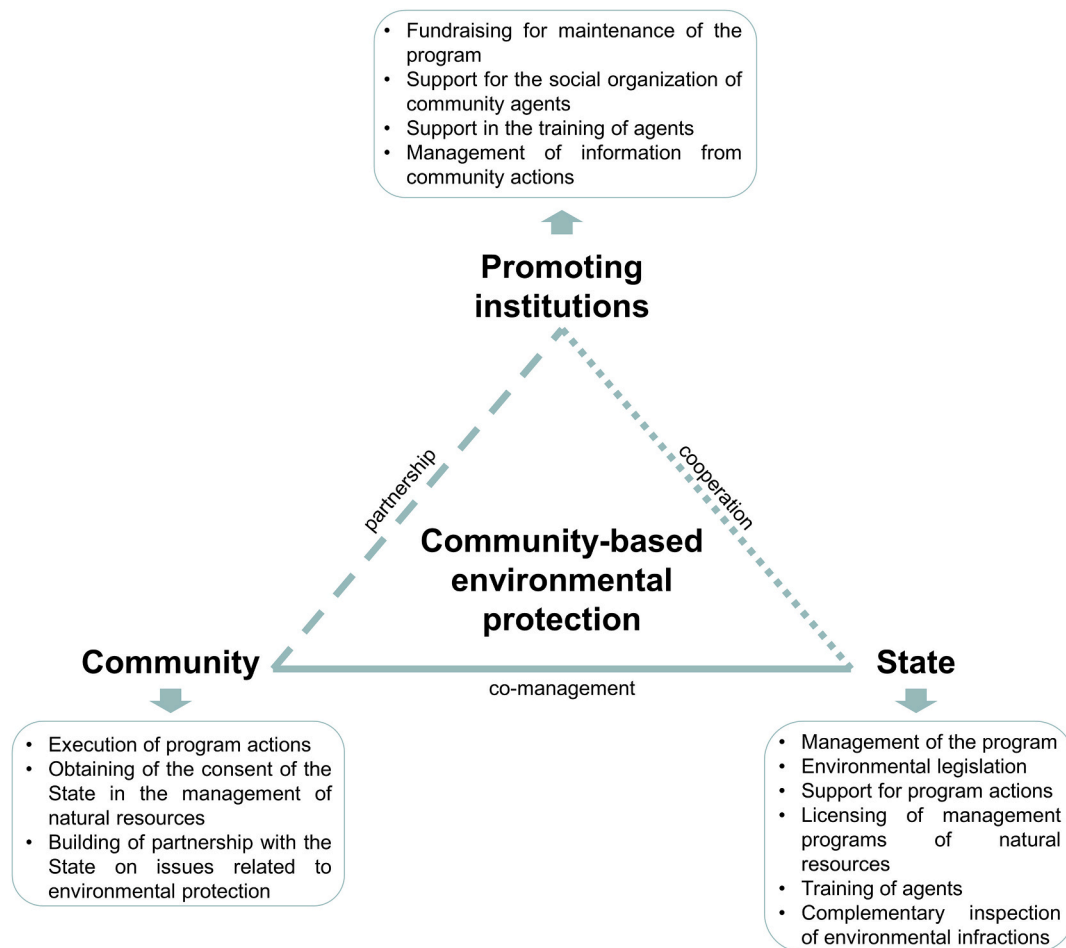 • Fundraising for maintenance of the
program
• Support for the social organization of
community agents
• Support in the training of agents
• Management of information from
community actions
Promoting
institutions
partnership
cooperation
Community-based
environmental
protection
Community
State
co-management
• Execution of program actions
• Obtaining of the consent of the
State in the management of
natural resources
• Building of partnership with the
State on issues related to
environmental protection
• Management of the program
• Environmental legislation
• Support for program actions
• Licensing of management
programs of natural
resources
• Training of agents
• Complementary inspection
of environmental infractions